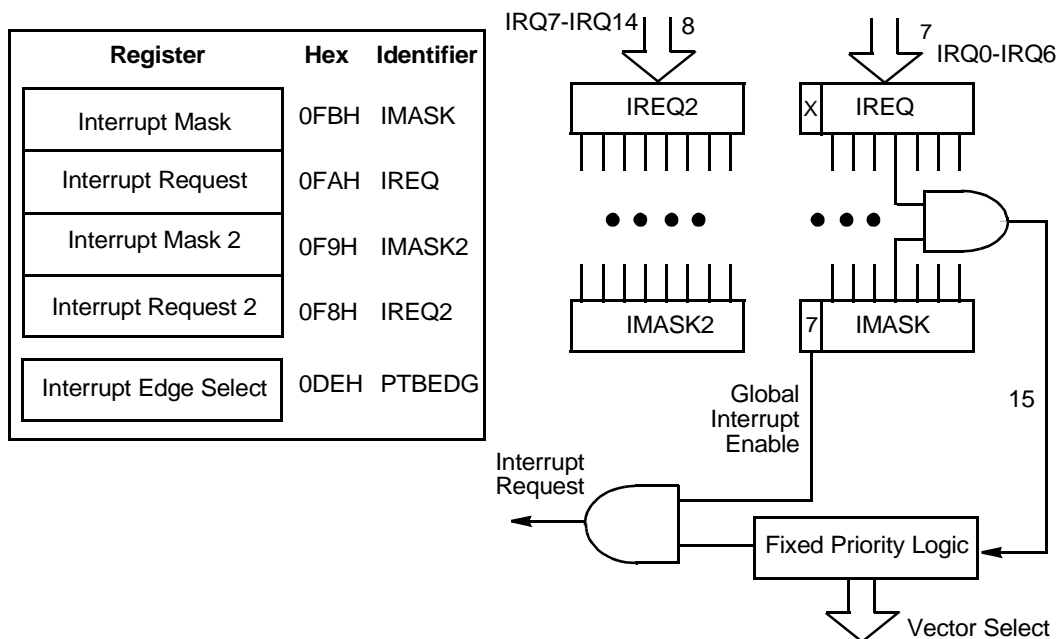 Register Hex Identifier
Interrupt Mask 0FBH IMASK
Interrupt Request 0FAH IREQ
Interrupt Mask 2 0F9H IMASK2
Interrupt Request 2 0F8H IREQ2
Interrupt Edge Select 0DEH PTBEDG
IRQ7-IRQ14
8
7
IRQ0-IRQ6
IREQ2
X
IREQ
IMASK2
7
IMASK
Global
Interrupt
Enable
15
Interrupt
Request
Fixed Priority Logic
Vector Select